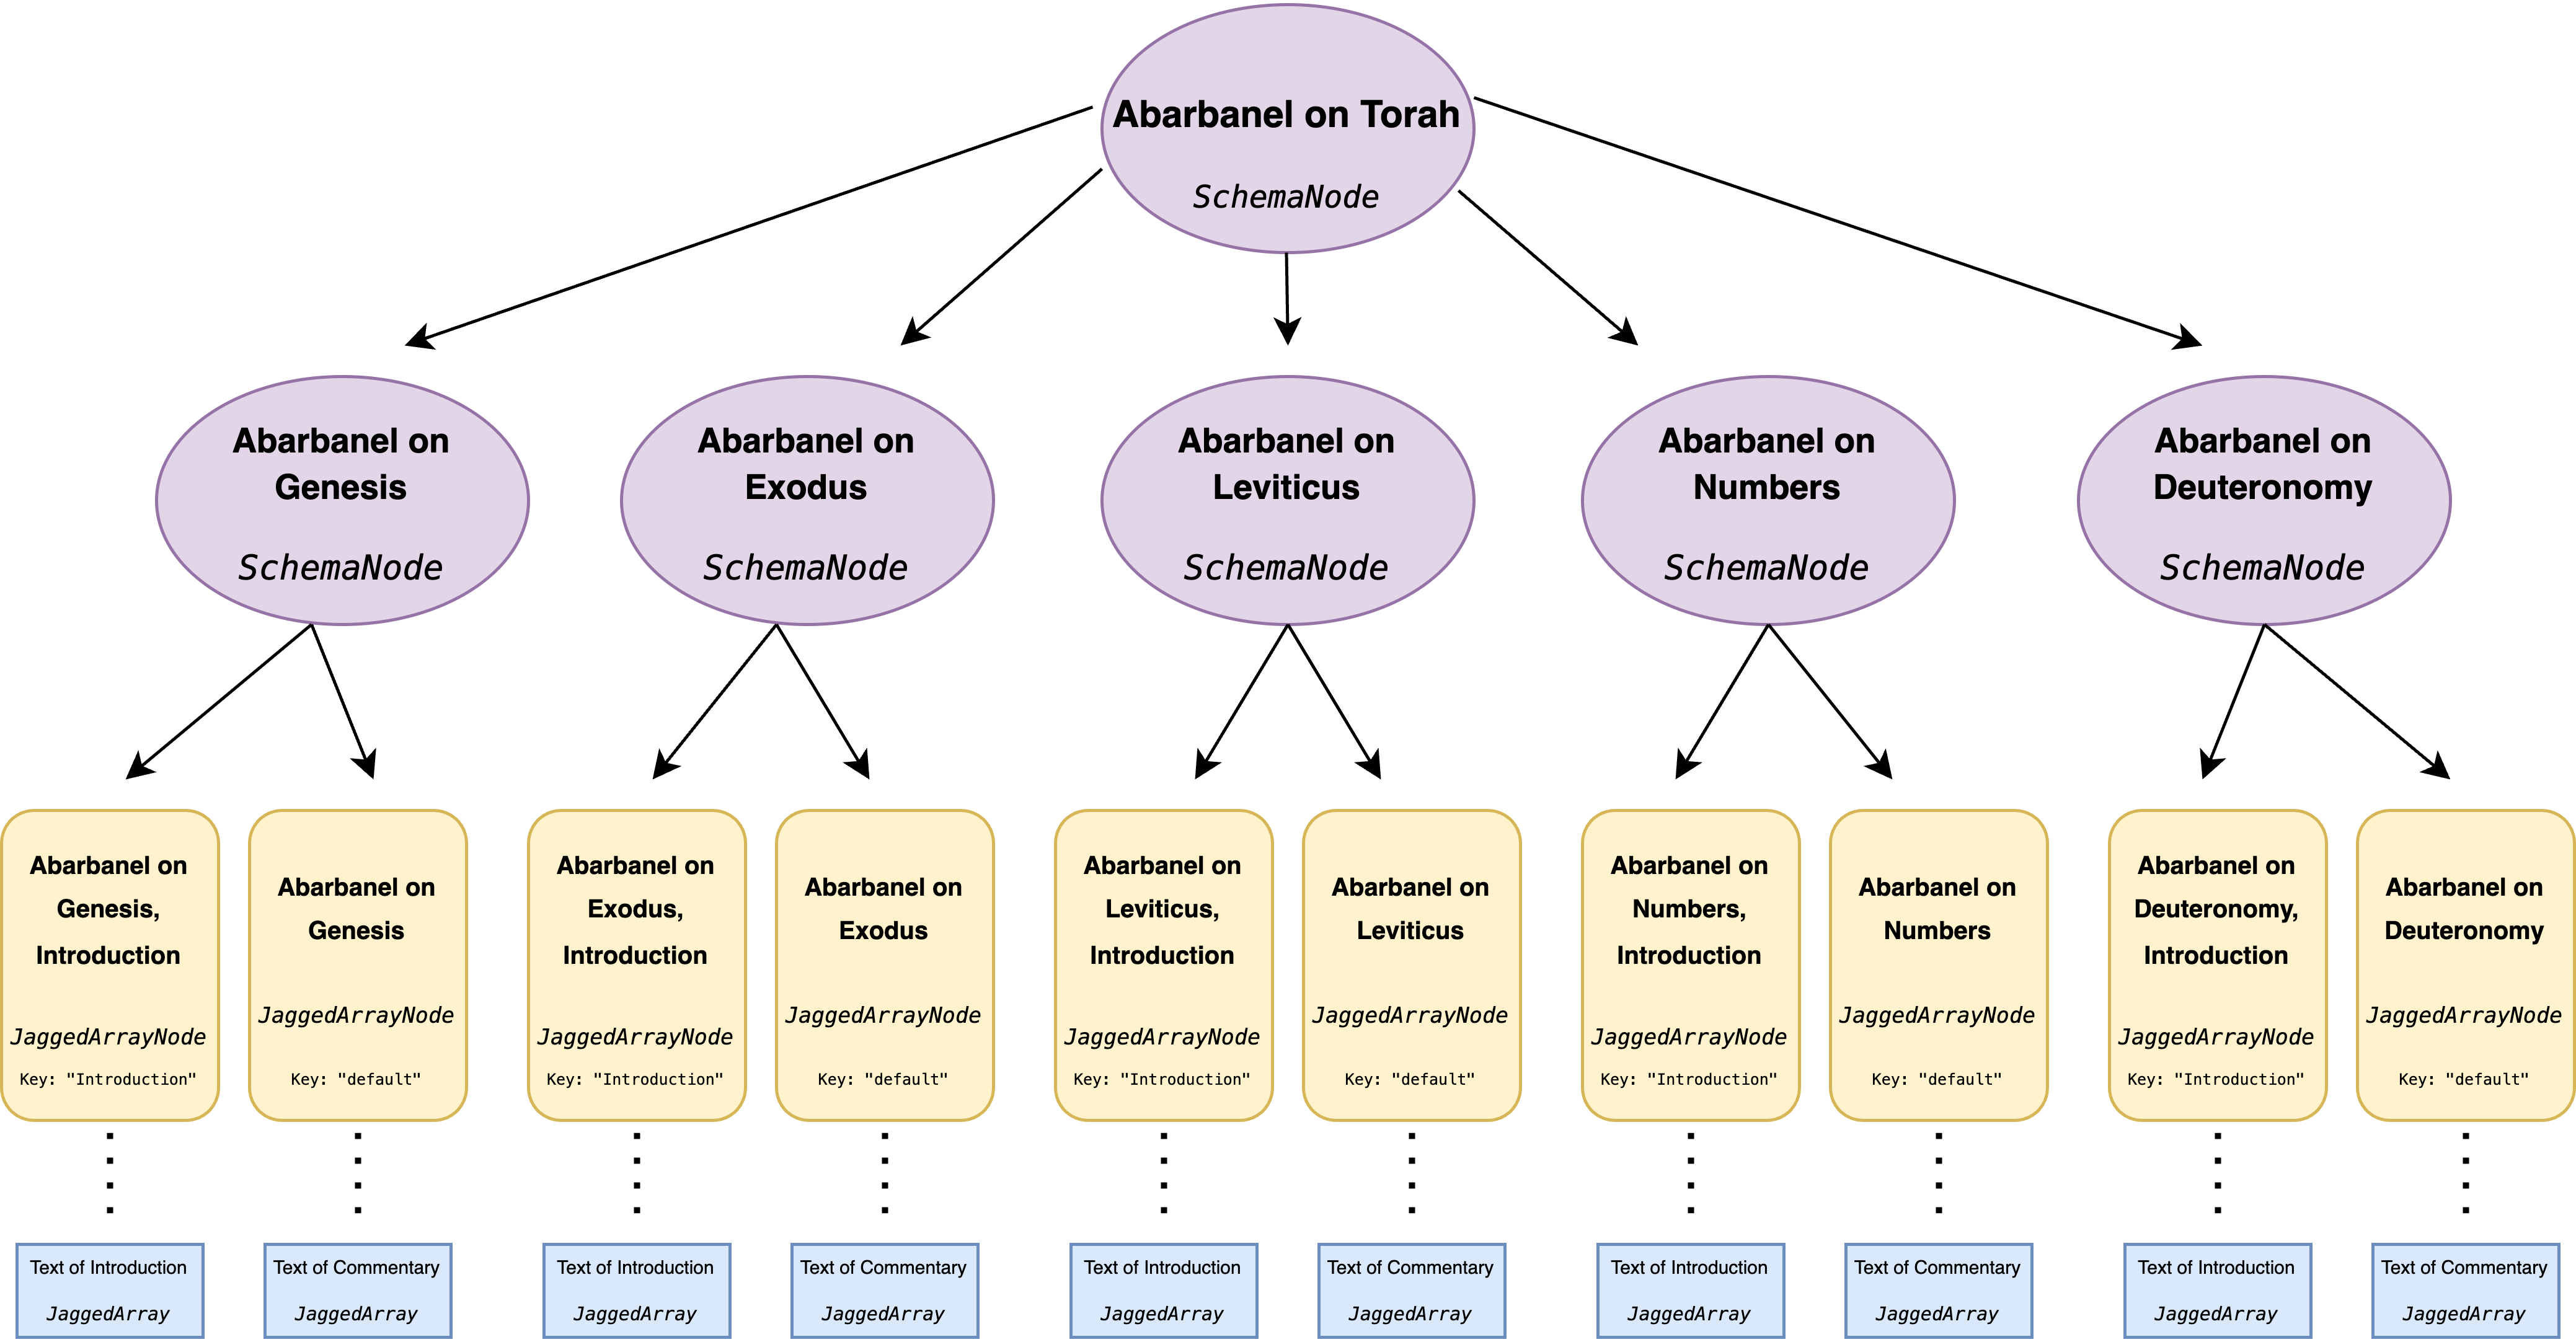 Abarbanel on Torah
SchemaNode
Abarbanel on
Genesis
SchemaNode
Abarbanel on
Exodus
SchemaNode
Abarbanel on
Leviticus
SchemaNode
Abarbanel on
Numbers
SchemaNode
Abarbanel on
Deuteronomy
SchemaNode
Abarbanel on
Genesis,
Introduction
JaggedArrayNode
Key: "Introduction"
Abarbanel on
Genesis
JaggedArrayNode
Key: "default"
Abarbanel on
Exodus,
Introduction
JaggedArrayNode
Key: "Introduction"
Abarbanel on
Exodus
JaggedArrayNode
Key: "default"
Abarbanel on
Leviticus,
Introduction
JaggedArrayNode
Key: "Introduction"
Abarbanel on
Leviticus
JaggedArrayNode
Key: "default"
Abarbanel on
Numbers,
Introduction
JaggedArrayNode
Key: "Introduction"
Abarbanel on
Numbers
JaggedArrayNode
Key: "default"
Abarbanel on
Deuteronomy,
Introduction
JaggedArrayNode
Key: "Introduction"
Abarbanel on
Deuteronomy
JaggedArrayNode
Key: "default"
Text of Introduction
JaggedArray
Text of Commentary
JaggedArray
Text of Introduction
JaggedArray
Text of Commentary
JaggedArray
Text of Introduction
JaggedArray
Text of Commentary
JaggedArray
Text of Introduction
JaggedArray
Text of Commentary
JaggedArray
Text of Introduction
JaggedArray
Text of Commentary
JaggedArray